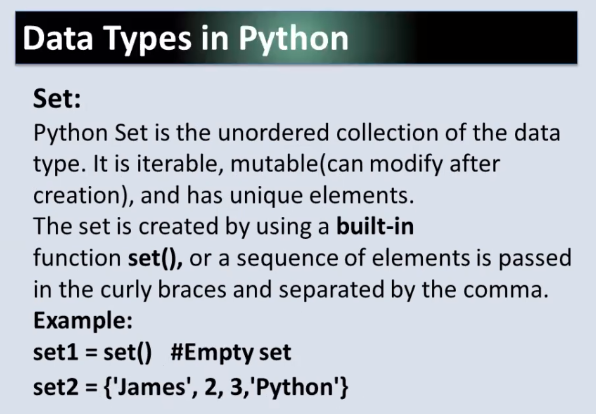 Data Types in Python
Set:
Python Set is the unordered collection of the data
type. It is iterable, mutable(can modify after
creation), and has unique elements.
The set is created by using a built-in
function set(), or a sequence of elements is passed
in the curly braces and separated by the comma.
Example:
set1 = set()   #Empty set
set2 = {'James', 2, 3,'Python'}